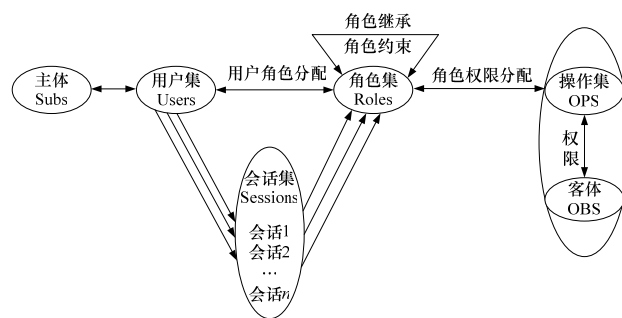 角色继承
角色约束
主体
Subs
用户集
Users
用户角色分配
角色集
Roles
角色权限分配
操作集
OPS
权限
客体
OBS
会话集
Sessions
会话1
会话2
…
会话n